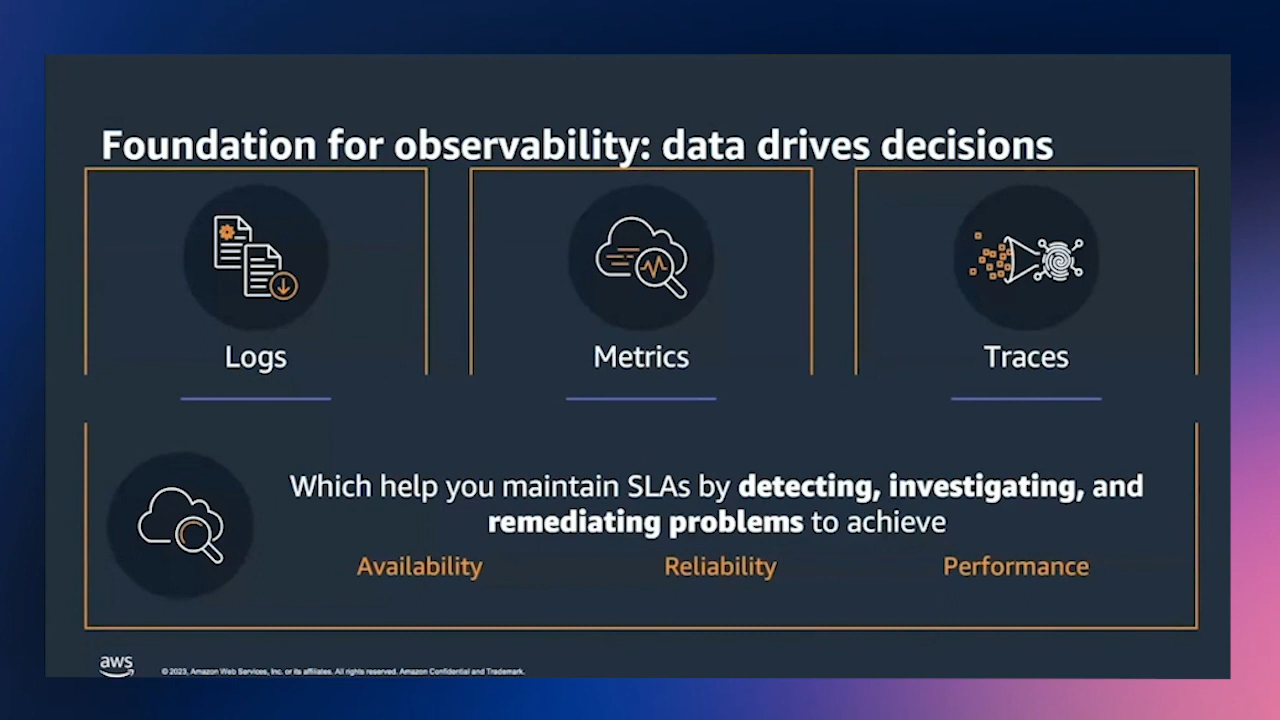 Foundation for observability: data drives decisions
Logs
Metrics
Traces
Which help you maintain SLAs by detecting, investigating, and
remediating problems to achieve
Availability
Reliability
Performance
aws
© 2023, Amazon Web Services, Inc. or its affiliates. All rights reserved. Amazon Confidential and Trademark.